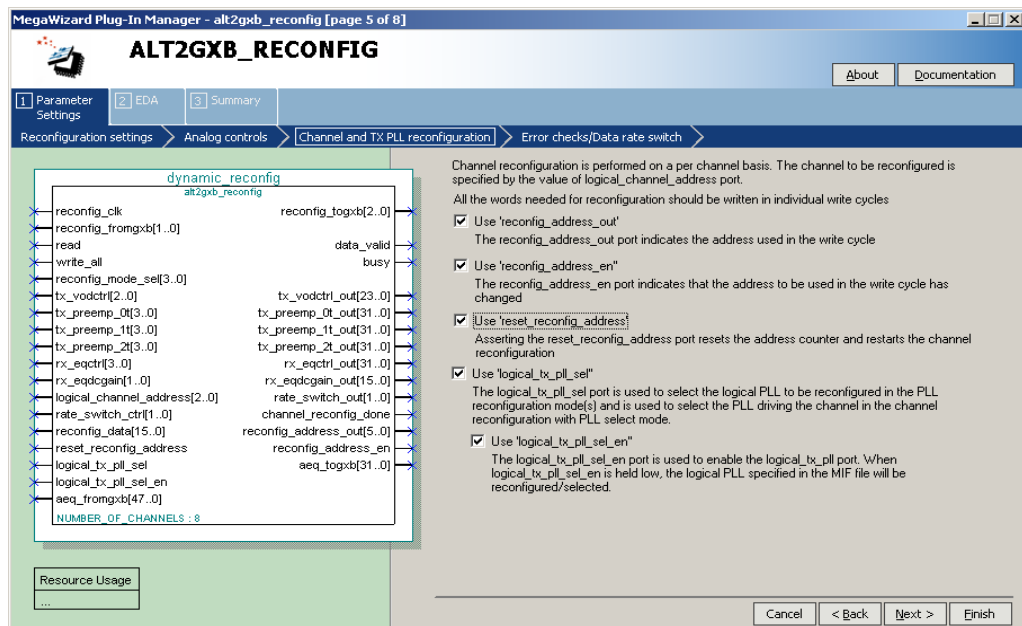 MegaWizard Plug-In Manager - alt2gxb_reconfig [page 5 of 8]
ALT2GXB_RECONFIG
About
Documentation
1 Parameter Settings
2 EDA
3 Summary
Reconfiguration settings
Analog controls
Channel and TX PLL reconfiguration
Error checks/Data rate switch
dynamic_reconfig
alt2gxb_reconfig
reconfig_clk reconfig_togxb[2..0]
reconfig_fromgxb[1..0]
read data_valid
write_all busy
reconfig_mode_sel[3..0]
tx_vodctrl[2..0] tx_vodctrl_out[23..0]
tx_preemp_0t[3..0] tx_preemp_0t_out[31..0]
tx_preemp_1t[3..0] tx_preemp_1t_out[31..0]
tx_preemp_2t[3..0] tx_preemp_2t_out[31..0]
rx_eqctrl[3..0] rx_eqctrl_out[31..0]
rx_eqdcgain[1..0] rx_eqdcgain_out[15..0]
logical_channel_address[2..0] rate_switch_out[1..0]
rate_switch_ctrl[1..0] channel_reconfig_done
reconfig_data[15..0] reconfig_address_out[5..0]
reset_reconfig_address reconfig_address_en
logical_tx_pll_sel aeq_togxb[31..0]
logical_tx_pll_sel_en
aeq_fromgxb[47..0]
NUMBER_OF_CHANNELS : 8
Resource Usage
...
Channel reconfiguration is performed on a per channel basis. The channel to be reconfigured is
specified by the value of logical_channel_address port.
All the words needed for reconfiguration should be written in individual write cycles
Use 'reconfig_address_out'
The reconfig_address_out port indicates the address used in the write cycle
Use 'reconfig_address_en"
The reconfig_address_en port indicates that the address to be used in the write cycle has
changed
Use 'reset_reconfig_address'
Asserting the reset_reconfig_address port resets the address counter and restarts the channel
reconfiguration
Use 'logical_tx_pll_sel"
The logical_tx_pll_sel port is used to select the logical PLL to be reconfigured in the PLL
reconfiguration mode(s) and is used to select the PLL driving the channel in the channel
reconfiguration with PLL select mode.
Use 'logical_tx_pll_sel_en"
The logical_tx_pll_sel_en port is used to enable the logical_tx_pll port. When
logical_tx_pll_sel_en is held low, the logical PLL specified in the MIF file will be
reconfigured/selected.
Cancel
< Back
Next >
Finish